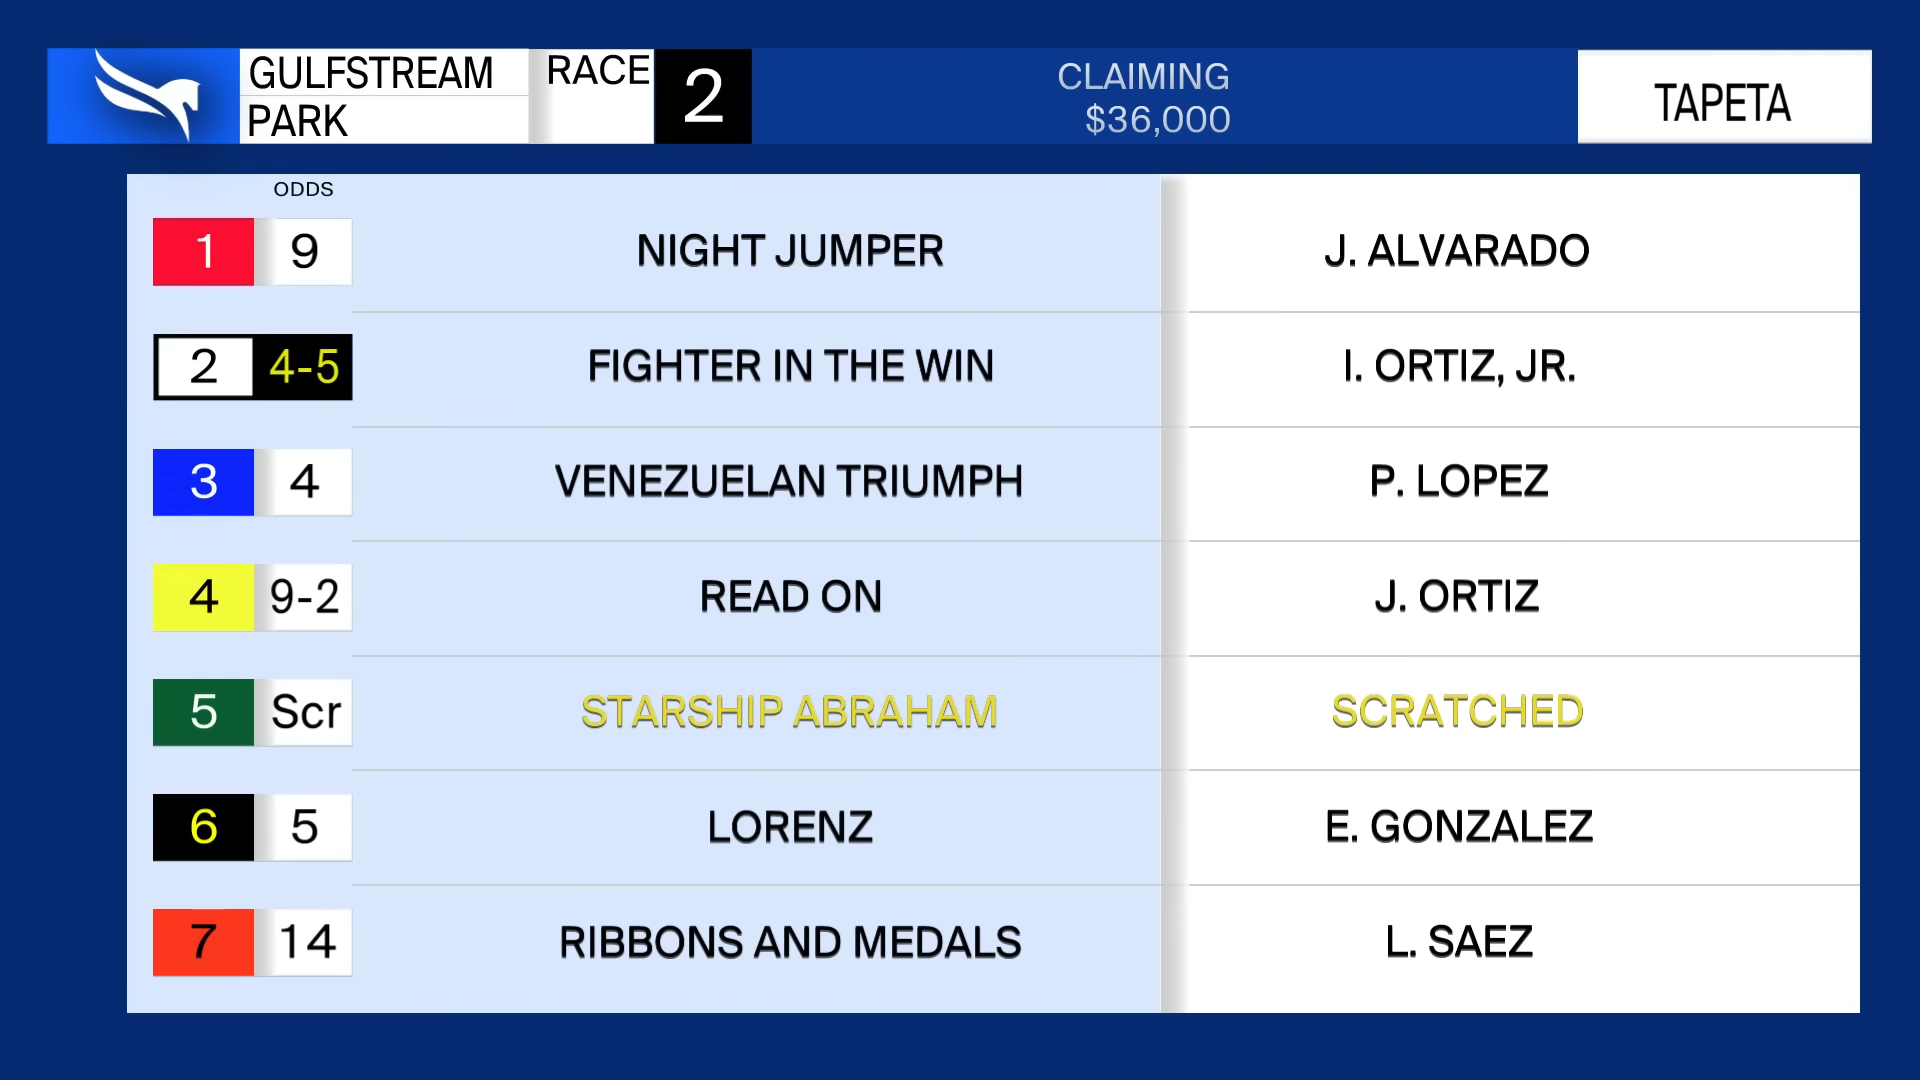 GULFSTREAM
PARK
RACE
2
CLAIMING
$36,000
TAPETA
ODDS
1 9 NIGHT JUMPER J. ALVARADO
2 4-5 FIGHTER IN THE WIN I. ORTIZ, JR.
3 4 VENEZUELAN TRIUMPH P. LOPEZ
4 9-2 READ ON J. ORTIZ
5 Scr STARSHIP ABRAHAM SCRATCHED
6 5 LORENZ E. GONZALEZ
7 14 RIBBONS AND MEDALS L. SAEZ